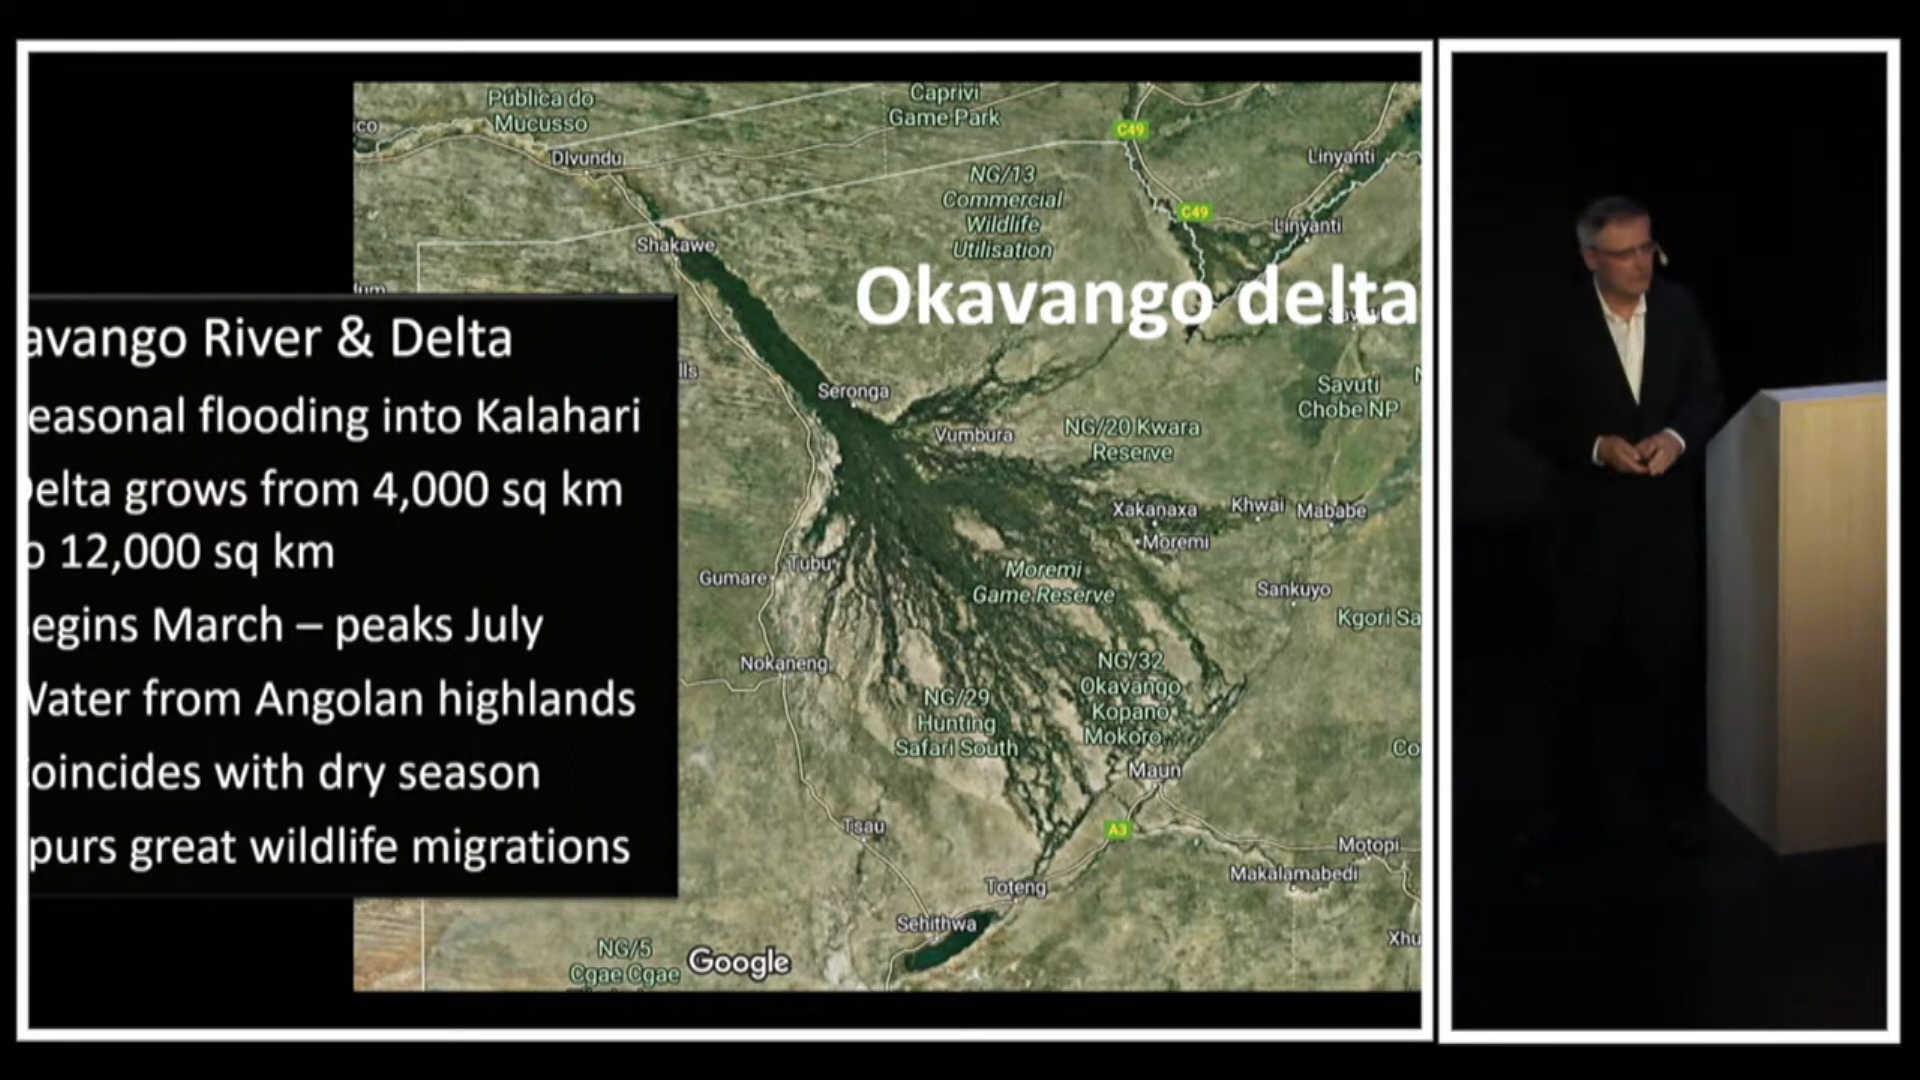 Pública do
Mucusso
Caprivi
Game Park
C49
ico
Divundu
Linyanti
NG/13
Commercial
Wildlife
Utilisation
C49
Linyanti
Shakawe
Okavango delta
avango River & Delta
easonal flooding into Kalahari
elta grows from 4,000 sq km
o 12,000 sq km
egins March – peaks July
Water from Angolan highlands
oincides with dry season
purs great wildlife migrations
lls
Seronga
Savuti
Chobe NP
Vumbura
NG/20 Kwara
Reserve
Xakanaxa
Khwai
Mababe
Moremi
Tubu
Gumare
Moremi
Game Reserve
Sankuyo
Kgori Sa
Nokaneng
NG/32
Okavango
Kopano
Mokoro...
NG/29
Hunting
Safari South
Co
Maun
Tsau
A3
Motopi
Makalamabedi
Toteng
Sehithwa
Xhu
NG/5
Cgae Cgae
Google